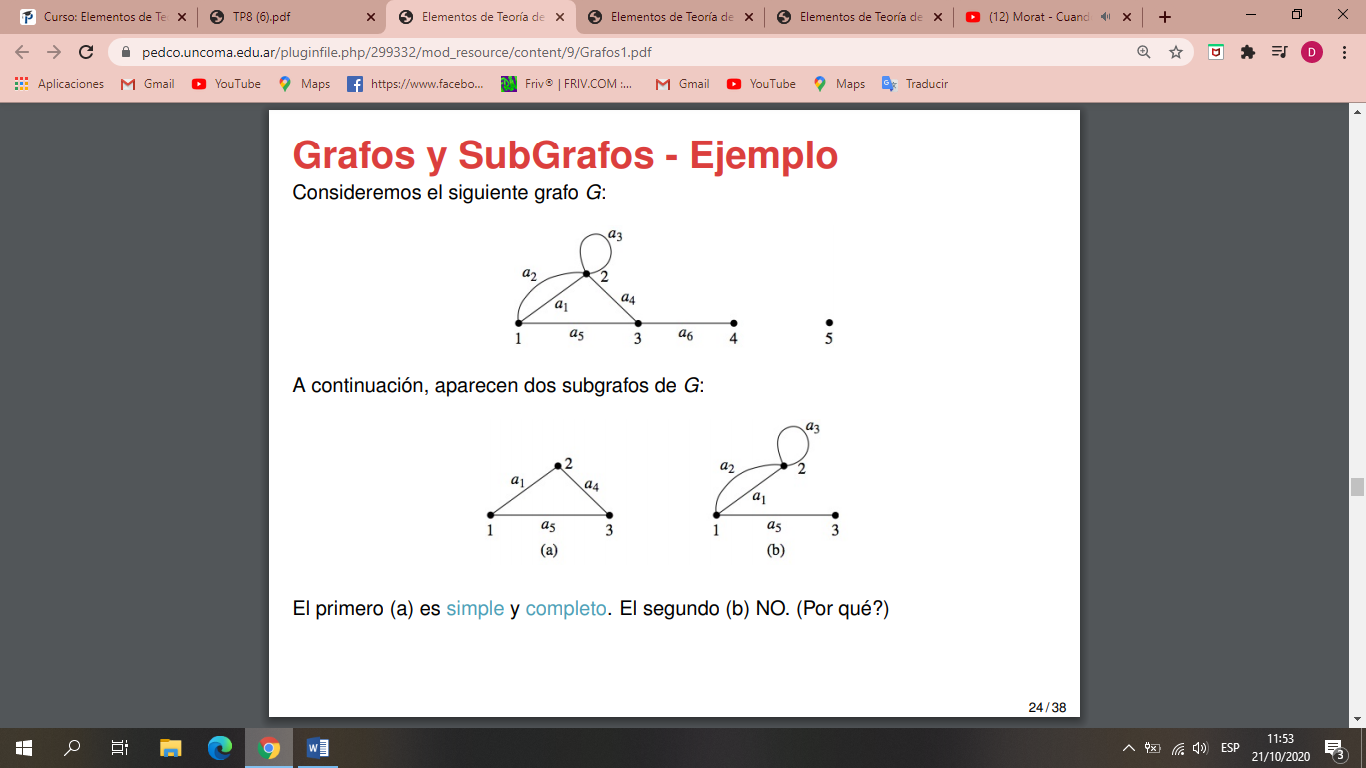 Curso: Elementos de Te
TP8 (6).pdf
Elementos de Teoría de
Elementos de Teoría de
Elementos de Teoría de
(12) Morat - Cuand
pedco.uncoma.edu.ar/pluginfile.php/299332/mod_resource/content/9/Grafos1.pdf
D
Aplicaciones
Gmail
YouTube
Maps
https://www.facebo...
Friv® | FRIV.COM :...
Gmail
YouTube
Maps
Traducir
Grafos y SubGrafos - Ejemplo
Consideremos el siguiente grafo G:
a3
a2
2
a1
a4
a5
a6
1
3
4
5
A continuación, aparecen dos subgrafos de G:
2
a1
a4
1
a5
3
(a)
a3
a2
2
a1
1
a5
3
(b)
El primero (a) es simple y completo. El segundo (b) NO. (Por qué?)
24 / 38
ESP
11:53
21/10/2020
3